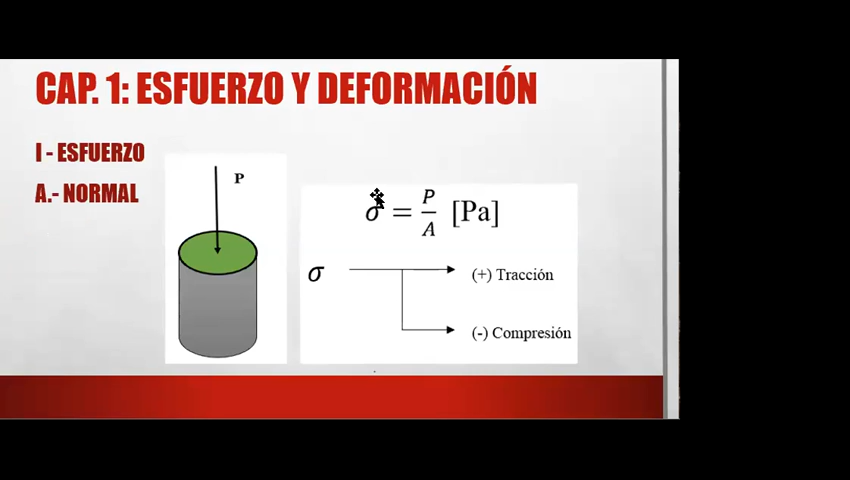 CAP. 1: ESFUERZO Y DEFORMACIÓN
I - ESFUERZO
A.- NORMAL
P
σ = P/A [Pa]
σ
(+) Tracción
(-) Compresión